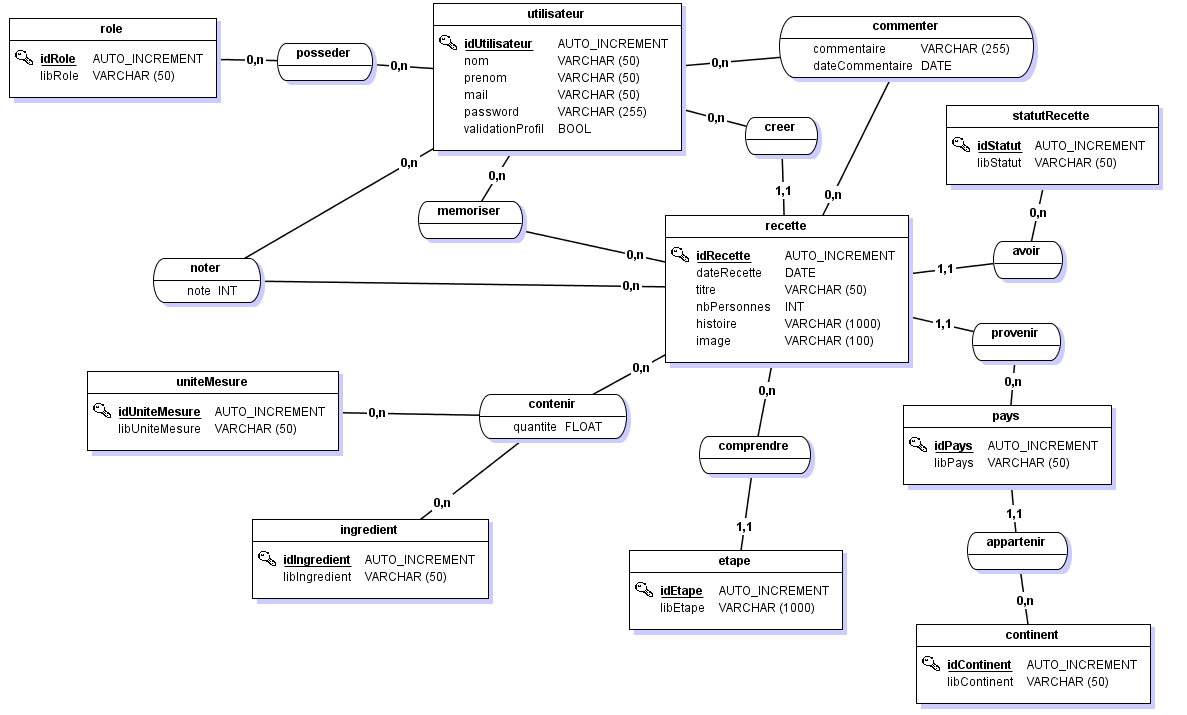 role
idRole AUTO_INCREMENT
libRole VARCHAR (50)
0,n
posseder
0,n
utilisateur
idUtilisateur AUTO_INCREMENT
nom VARCHAR (50)
prenom VARCHAR (50)
mail VARCHAR (50)
password VARCHAR (255)
validationProfil BOOL
0,n
commenter
commentaire VARCHAR (255)
dateCommentaire DATE
0,n
creer
1,1
0,n
statutRecette
idStatut AUTO_INCREMENT
libStatut VARCHAR (50)
0,n
avoir
1,1
0,n
0,n
memoriser
0,n
noter
note INT
0,n
recette
idRecette AUTO_INCREMENT
dateRecette DATE
titre VARCHAR (50)
nbPersonnes INT
histoire VARCHAR (1000)
image VARCHAR (100)
1,1
provenir
0,n
pays
idPays AUTO_INCREMENT
libPays VARCHAR (50)
1,1
appartenir
0,n
continent
idContinent AUTO_INCREMENT
libContinent VARCHAR (50)
0,n
contenir
quantite FLOAT
0,n
uniteMesure
idUniteMesure AUTO_INCREMENT
libUniteMesure VARCHAR (50)
0,n
ingredient
idIngredient AUTO_INCREMENT
libIngredient VARCHAR (50)
0,n
comprendre
1,1
etape
idEtape AUTO_INCREMENT
libEtape VARCHAR (1000)